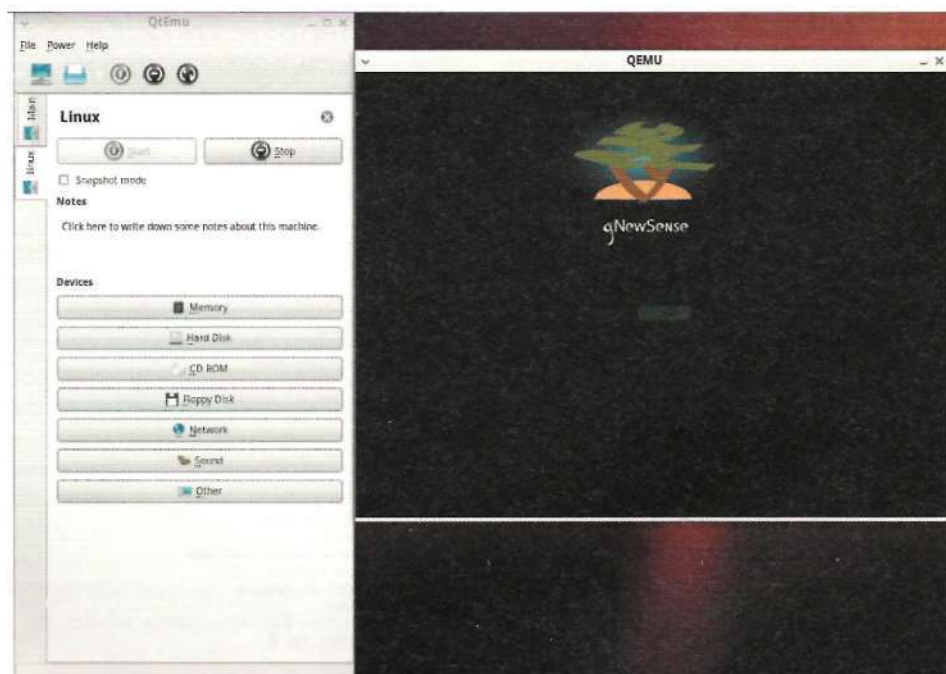 QtEmu
File Power Help
Main
Linux
Linux
Start
Stop
Snapshot mode
Notes
Click here to write down some notes about this machine.
Devices
Memory
Hard Disk
CD ROM
Floppy Disk
Network
Sound
Other
QEMU
gNewSense